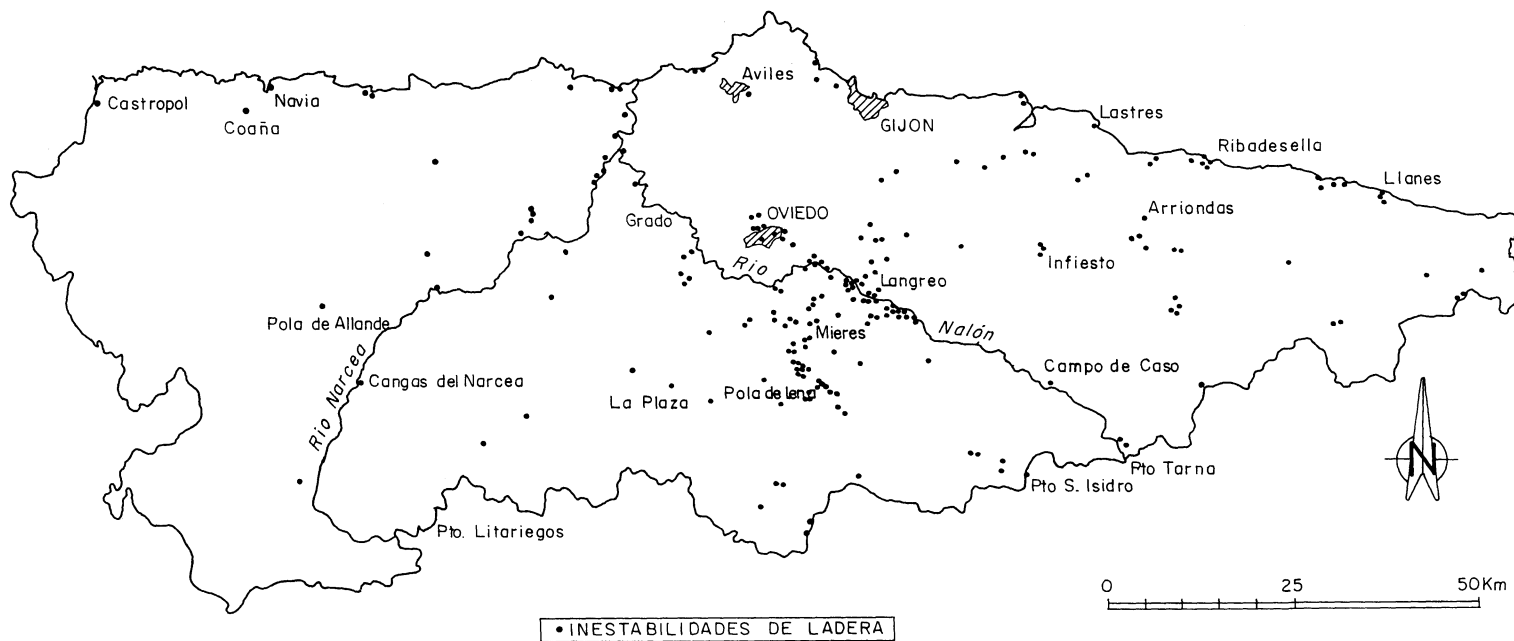 Aviles
Castropol
Navia
Coaña
GIJON
Lastres
Ribadesella
Llanes
Grado
OVIEDO
Arriondas
Rio
Langreo
Infiesto
Pola de Allande
Mieres
Nalón
Rio Narcea
Cangas del Narcea
La Plaza
Pola de lena
Campo de Caso
N
Pto Tarna
Pto S. Isidro
Pto. Litariegos
0 25 50Km
INESTABILIDADES DE LADERA